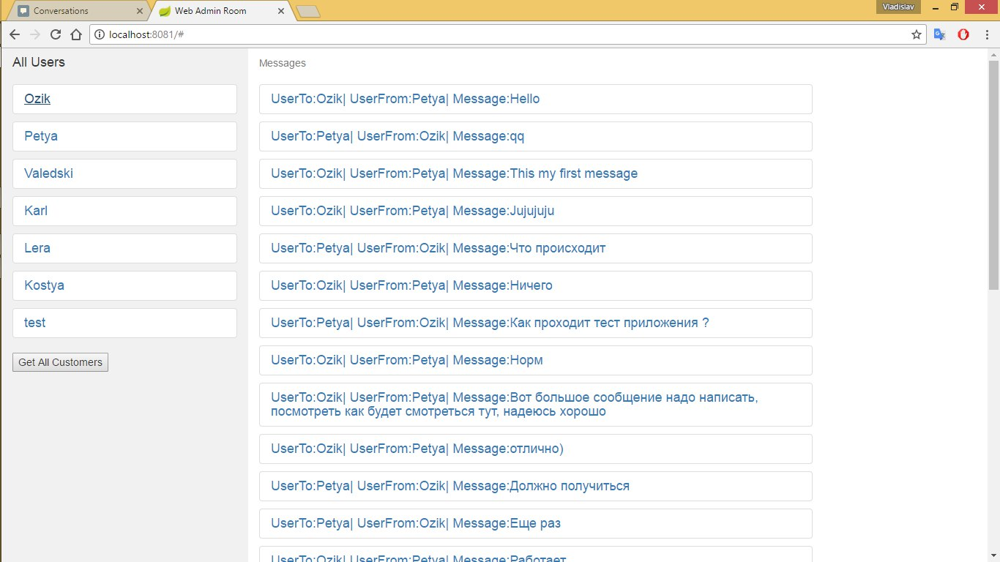 Conversations
Web Admin Room
Vladislav
localhost:8081/#
All Users
Ozik
Petya
Valedski
Karl
Lera
Kostya
test
Get All Customers
Messages
UserTo:Ozik| UserFrom:Petya| Message:Hello
UserTo:Petya| UserFrom:Ozik| Message:qq
UserTo:Ozik| UserFrom:Petya| Message:This my first message
UserTo:Ozik| UserFrom:Petya| Message:Jujujuju
UserTo:Petya| UserFrom:Ozik| Message:Что происходит
UserTo:Ozik| UserFrom:Petya| Message:Ничего
UserTo:Petya| UserFrom:Ozik| Message:Как проходит тест приложения ?
UserTo:Ozik| UserFrom:Petya| Message:Норм
UserTo:Ozik| UserFrom:Petya| Message:Вот большое сообщение надо написать,
посмотреть как будет смотреться тут, надеюсь хорошо
UserTo:Ozik| UserFrom:Petya| Message:отлично)
UserTo:Petya| UserFrom:Ozik| Message:Должно получиться
UserTo:Petya| UserFrom:Ozik| Message:Еще раз
UserTo:Ozik| UserFrom:Petya| Message:Работает